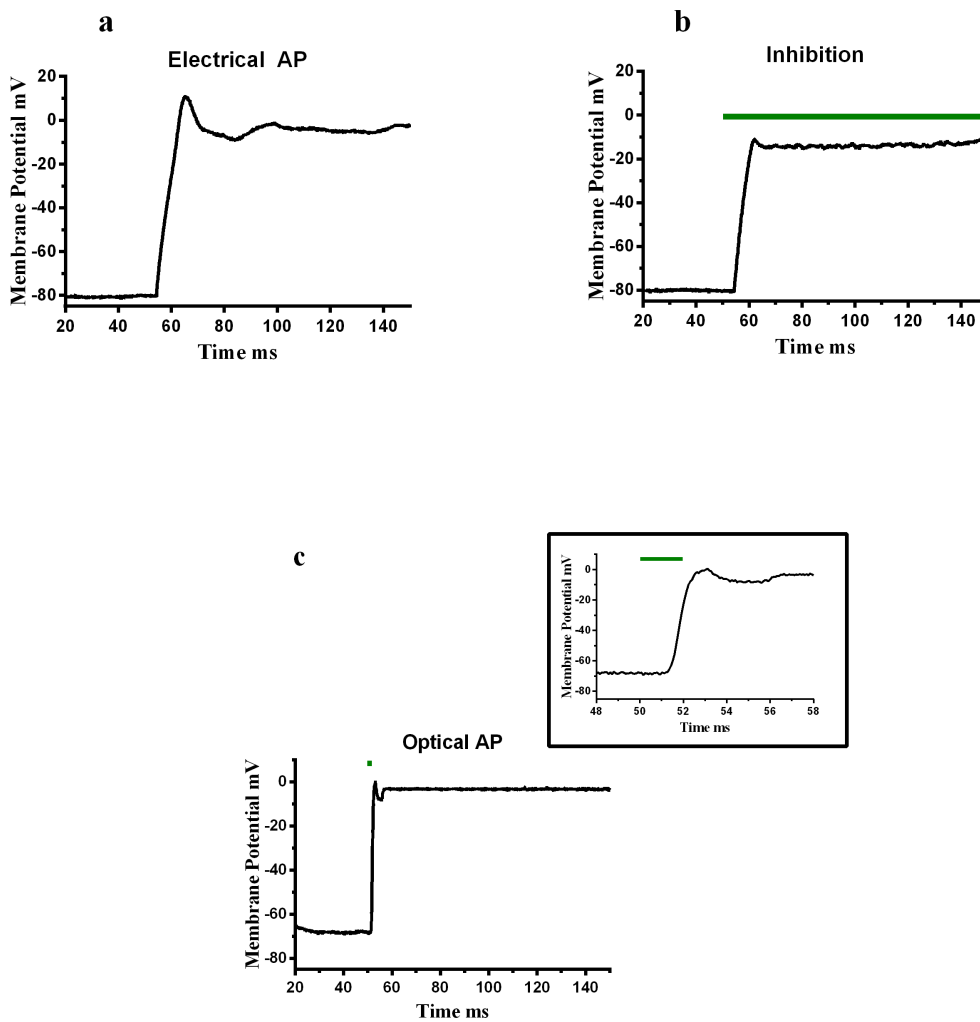 a
Electrical AP
Membrane Potential mV
20
0
-20
-40
-60
-80
20 40 60 80 100 120 140
Time ms
b
Inhibition
Membrane Potential mV
20
0
-20
-40
-60
-80
20 40 60 80 100 120 140
Time ms
c
Optical AP
Membrane Potential mV
0
-20
-40
-60
-80
20 40 60 80 100 120 140
Time ms
Membrane Potential mV
0
-20
-40
-60
-80
48 50 52 54 56 58
Time ms